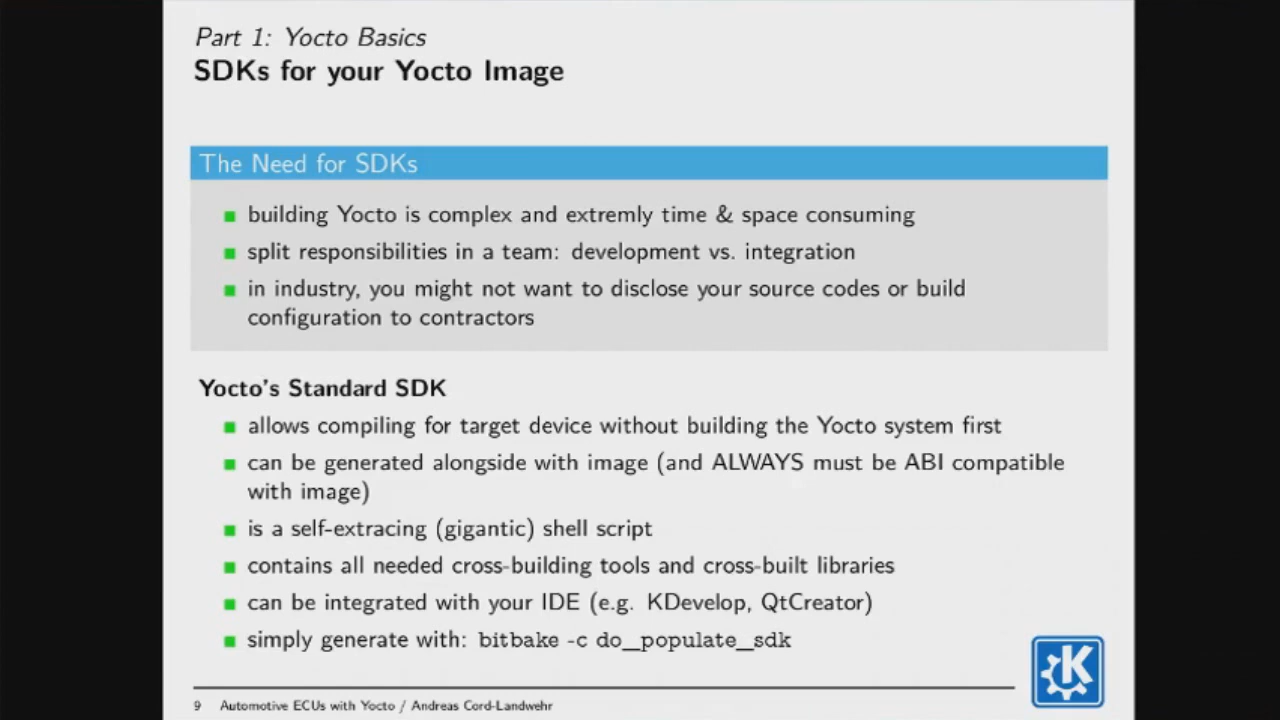 Part 1: Yocto Basics
SDKs for your Yocto Image
The Need for SDKs
building Yocto is complex and extremly time & space consuming
split responsibilities in a team: development vs. integration
in industry, you might not want to disclose your source codes or build
configuration to contractors
Yocto's Standard SDK
allows compiling for target device without building the Yocto system first
can be generated alongside with image (and ALWAYS must be ABI compatible
with image)
is a self-extracing (gigantic) shell script
contains all needed cross-building tools and cross-built libraries
can be integrated with your IDE (e.g. KDevelop, QtCreator)
simply generate with: bitbake -c do_populate_sdk
K
9 Automotive ECUs with Yocto / Andreas Cord-Landwehr